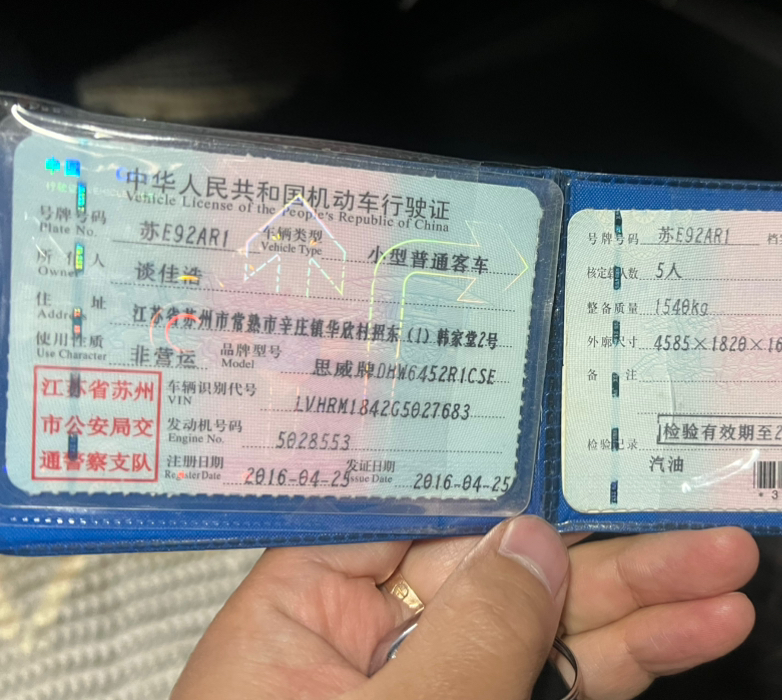 中国
中华人民共和国机动车行驶证
Vehicle License of the People's Republic of China
号牌号码 苏E92AR1 车辆类型 小型普通客车
Plate No. Vehicle Type
所有人 谈佳浩
Owner
住址 江苏省苏州市常熟市辛庄镇华欣村招东(1)韩家堂2号
Address
使用性质 非营运 品牌型号 思威牌DHW6452R1CSE
Use Character Model
江苏省苏州
市公安局交
通警察支队
车辆识别代号 LVHRM1842G5027683
VIN
发动机号码 5028553
Engine No.
注册日期 2016-04-25 发证日期 2016-04-25
Register Date Issue Date
号牌号码 苏E92AR1 档
核定载人数 5人
整备质量 1540kg
外廓尺寸 4585×1820×16
备注
检验有效期至2
检验记录
汽油
*3